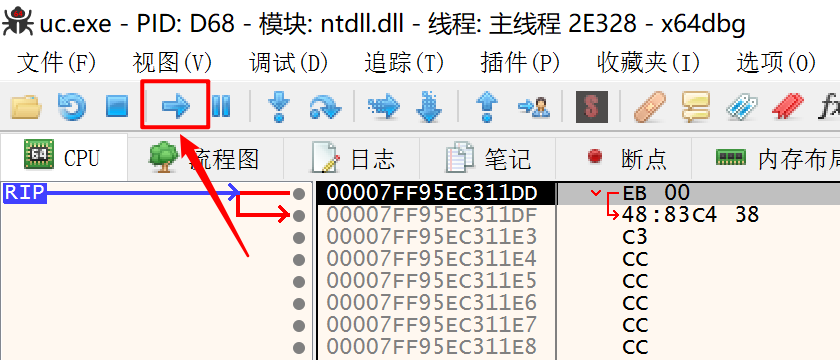 uc.exe - PID: D68 - 模块: ntdll.dll - 线程: 主线程 2E328 - x64dbg
文件(F) 视图(V) 调试(D) 追踪(T) 插件(P) 收藏夹(I) 选项(O)
S fx
CPU 流程图 日志 笔记 断点 内存布局
RIP 00007FF95EC311DD EB 00
00007FF95EC311DF 48:83C4 38
00007FF95EC311E3 C3
00007FF95EC311E4 CC
00007FF95EC311E5 CC
00007FF95EC311E6 CC
00007FF95EC311E7 CC
00007FF95EC311E8 CC